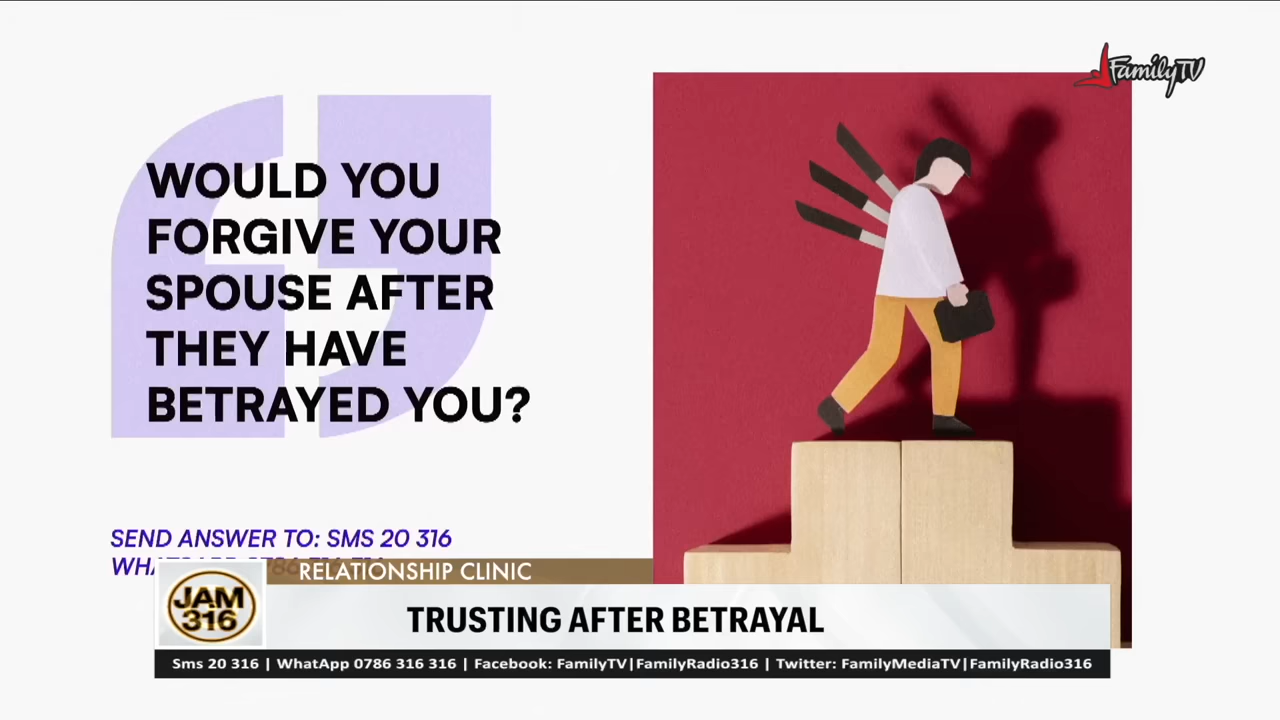 FamilyTV
WOULD YOU
FORGIVE YOUR
SPOUSE AFTER
THEY HAVE
BETRAYED YOU?
SEND ANSWER TO: SMS 20 316
RELATIONSHIP CLINIC
JAM
316
TRUSTING AFTER BETRAYAL
Sms 20 316 | WhatApp 0786 316 316 | Facebook: FamilyTV|FamilyRadio316 | Twitter: FamilyMediaTV|FamilyRadio316